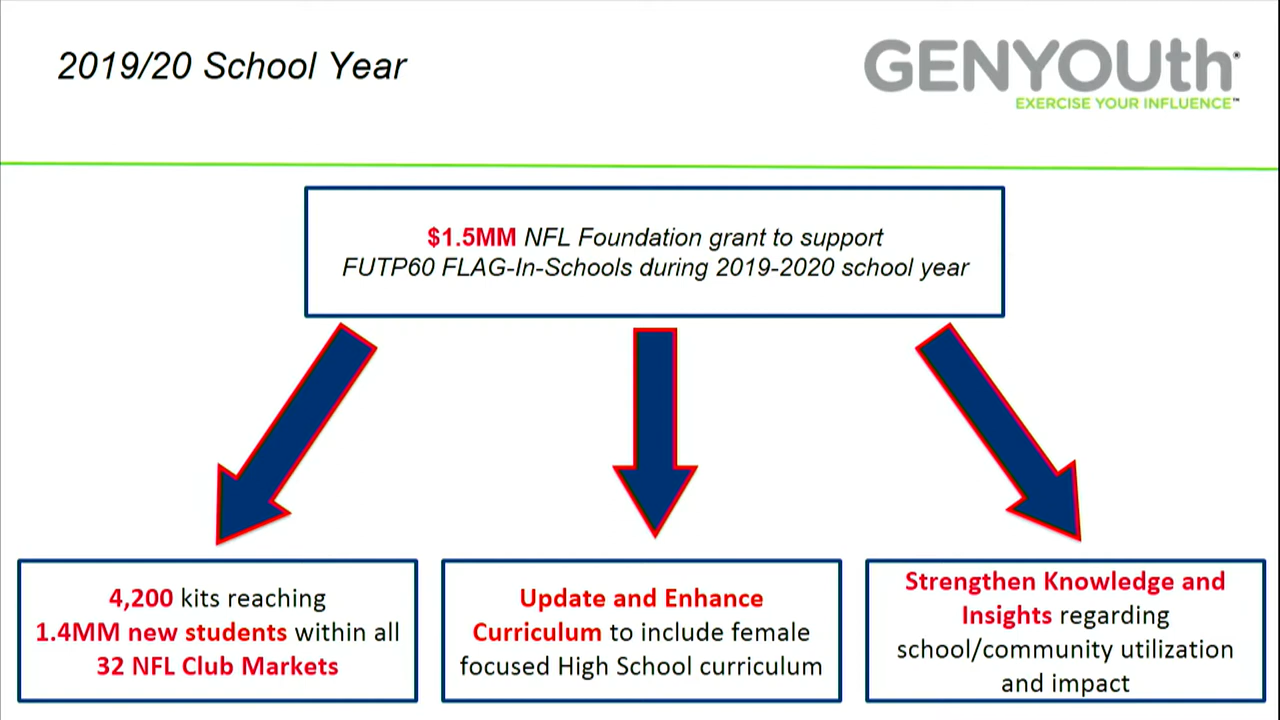 2019/20 School Year
GENYOUth
EXERCISE YOUR INFLUENCE™
$1.5MM NFL Foundation grant to support
FUTP60 FLAG-In-Schools during 2019-2020 school year
4,200 kits reaching
1.4MM new students within all
32 NFL Club Markets
Update and Enhance
Curriculum to include female
focused High School curriculum
Strengthen Knowledge and
Insights regarding
school/community utilization
and impact